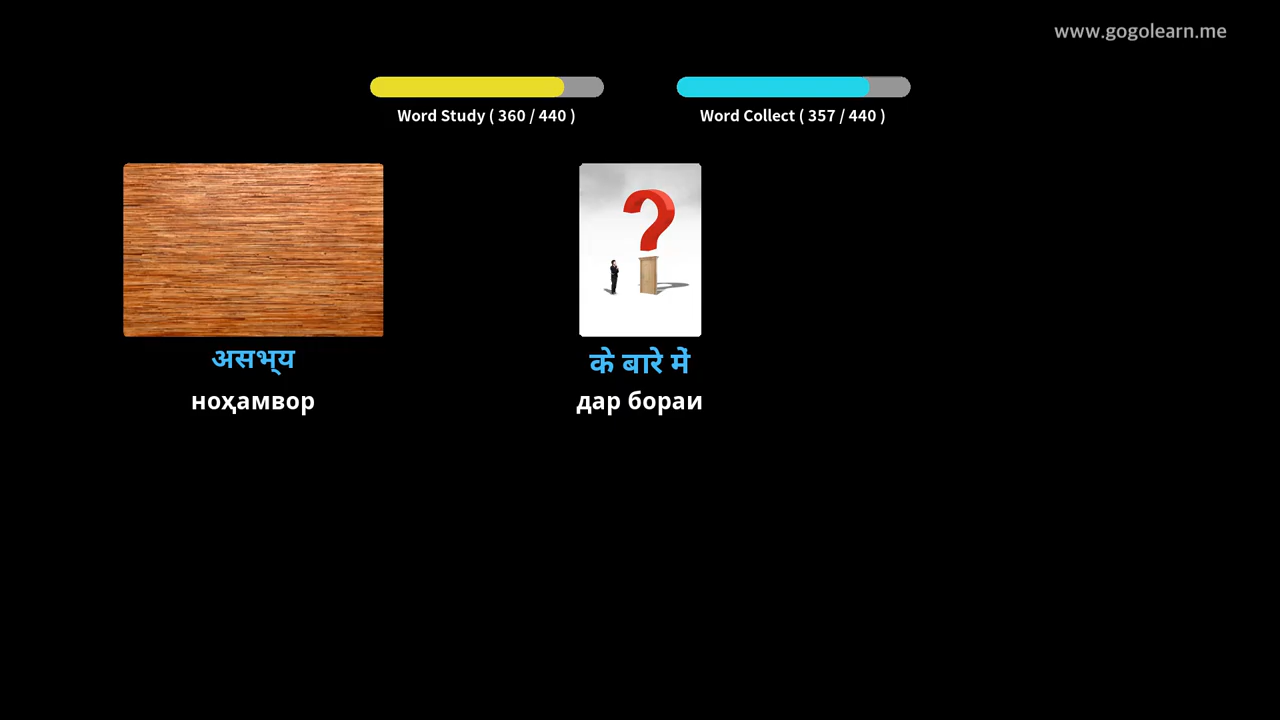 www.gogolearn.me
Word Study ( 360 / 440 )
Word Collect ( 357 / 440 )
असभ्य
के बारे में
ноҳамвор
дар бораи